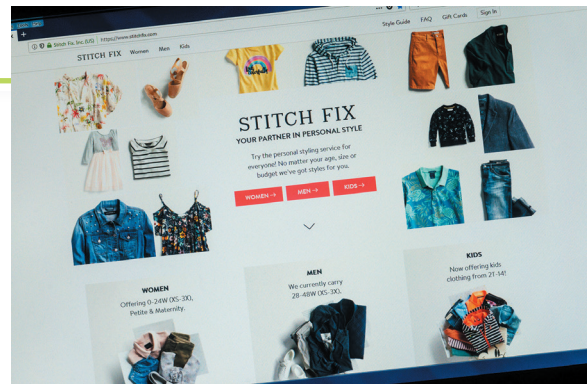 Stitch Fix, Inc. (US) https://www.stitchfix.com
Style Guide FAQ Gift Cards Sign In
STITCH FIX Women Men Kids
STITCH FIX
YOUR PARTNER IN PERSONAL STYLE
Try the personal styling service for
everyone! No matter your age, size or
budget we've got styles for you.
WOMEN → MEN → KIDS →
WOMEN
Offering 0-24W (XS-3X),
Petite & Maternity.
MEN
We currently carry
28-48W (XS-3X).
KIDS
Now offering kids
clothing from 2T-14!